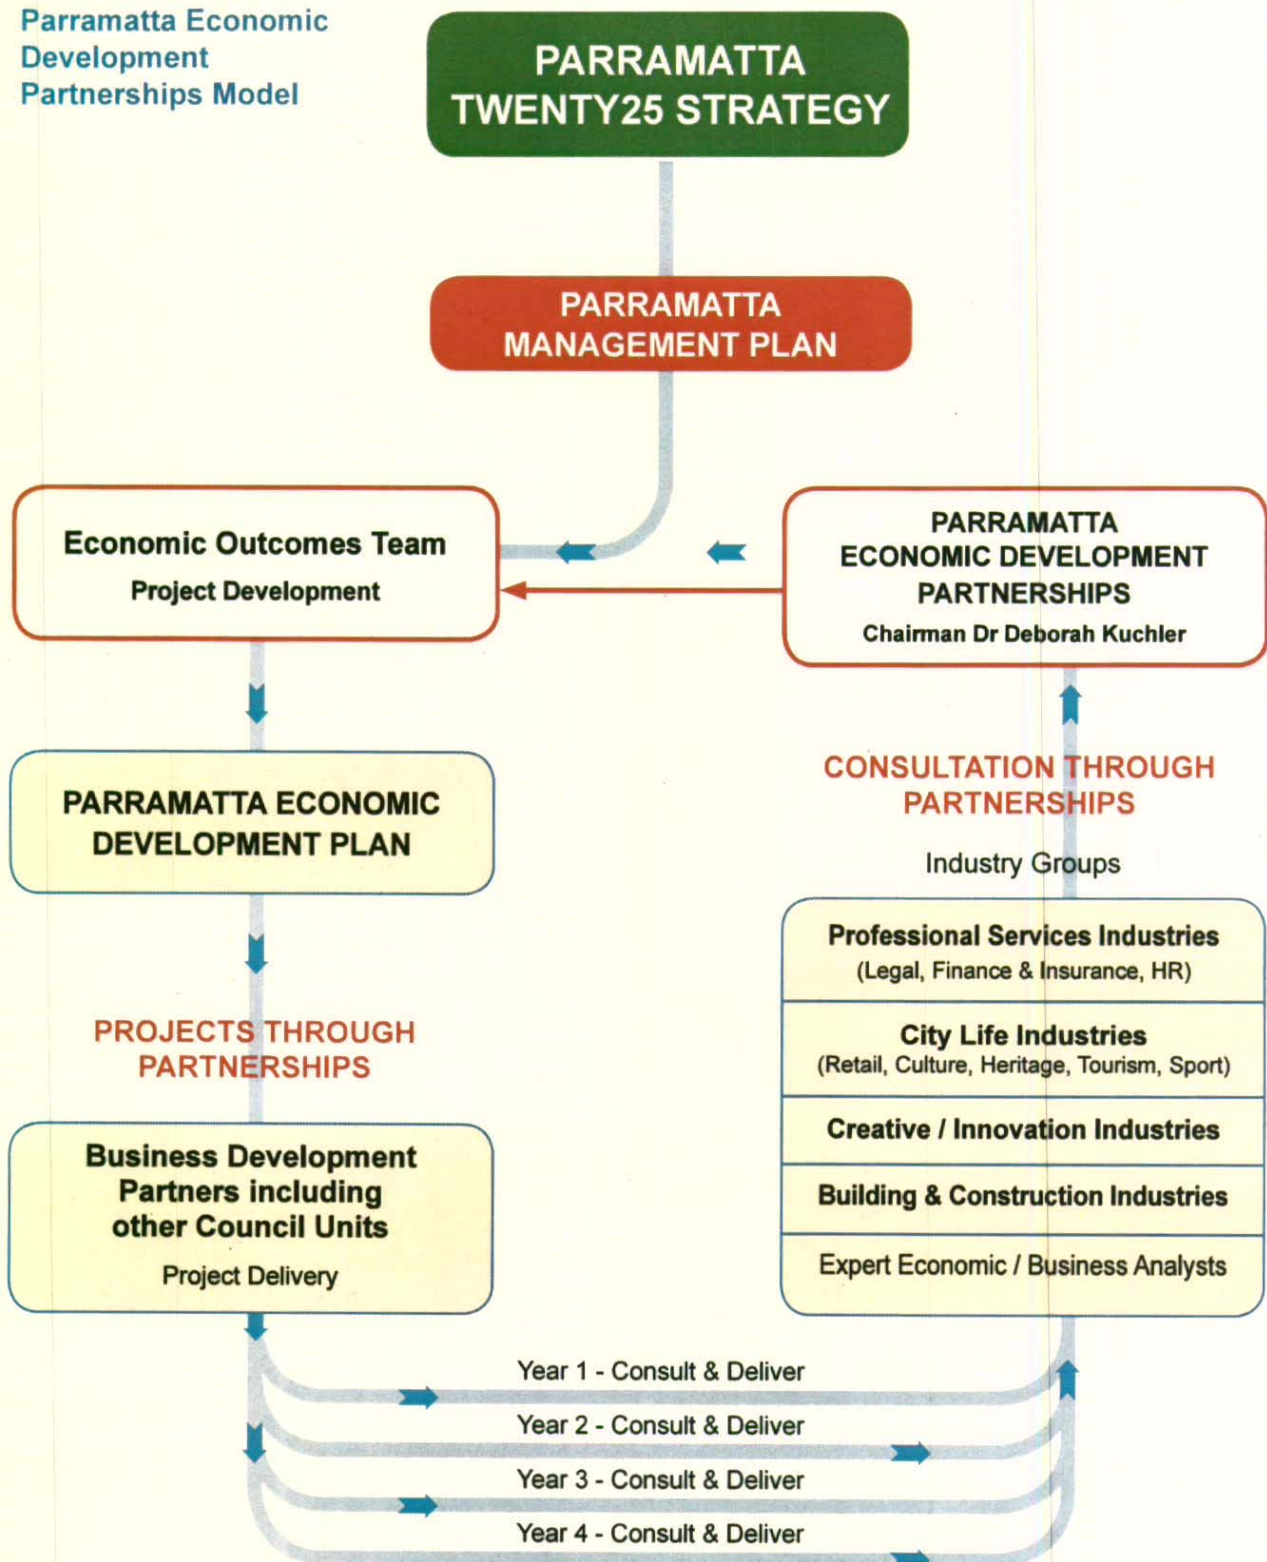 Parramatta Economic
Development
Partnerships Model
PARRAMATTA
TWENTY25 STRATEGY
PARRAMATTA
MANAGEMENT PLAN
Economic Outcomes Team
Project Development
PARRAMATTA
ECONOMIC DEVELOPMENT
PARTNERSHIPS
Chairman Dr Deborah Kuchler
PARRAMATTA ECONOMIC
DEVELOPMENT PLAN
CONSULTATION THROUGH
PARTNERSHIPS
Industry Groups
Professional Services Industries
(Legal, Finance & Insurance, HR)
City Life Industries
(Retail, Culture, Heritage, Tourism, Sport)
Creative / Innovation Industries
Building & Construction Industries
Expert Economic / Business Analysts
PROJECTS THROUGH
PARTNERSHIPS
Business Development
Partners including
other Council Units
Project Delivery
Year 1 - Consult & Deliver
Year 2 - Consult & Deliver
Year 3 - Consult & Deliver
Year 4 - Consult & Deliver